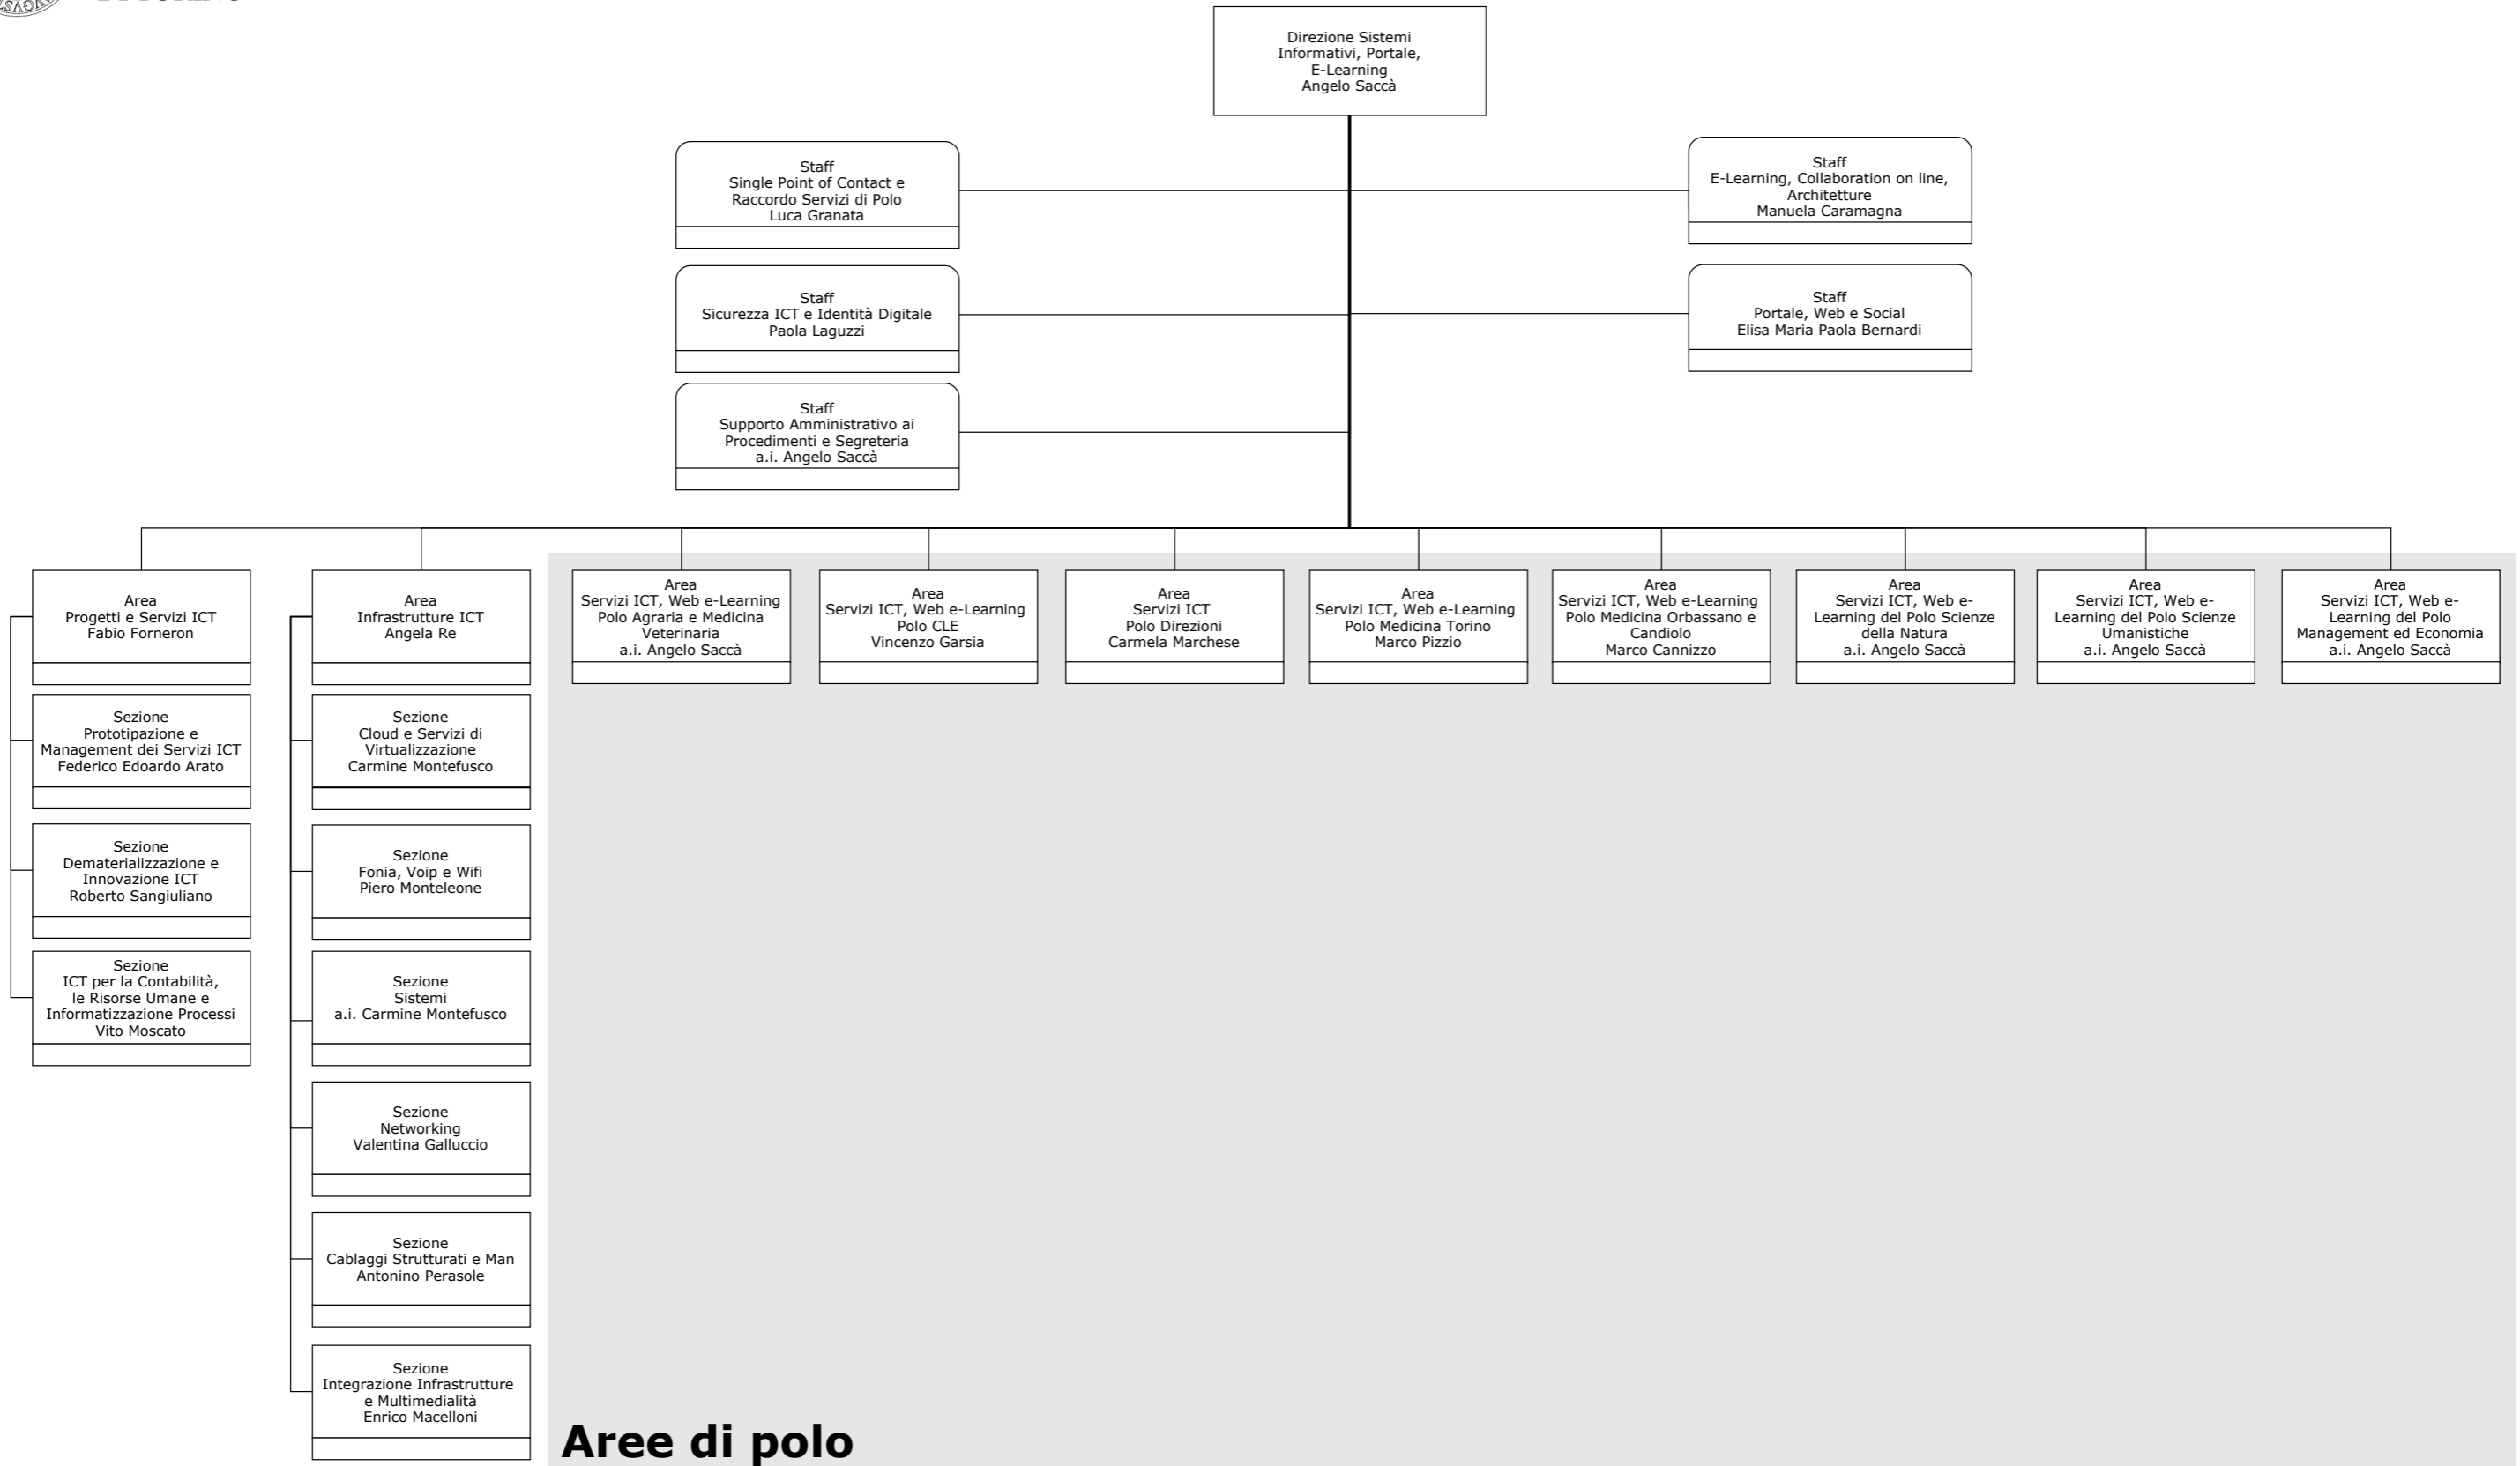 Direzione Sistemi
Informativi, Portale,
E-Learning
Angelo Saccà
Staff
Single Point of Contact e
Raccordo Servizi di Polo
Luca Granata
Staff
E-Learning, Collaboration on line,
Architetture
Manuela Caramagna
Staff
Sicurezza ICT e Identità Digitale
Paola Laguzzi
Staff
Portale, Web e Social
Elisa Maria Paola Bernardi
Staff
Supporto Amministrativo ai
Procedimenti e Segreteria
a.i. Angelo Saccà
Area
Progetti e Servizi ICT
Fabio Forneron
Area
Infrastrutture ICT
Angela Re
Area
Servizi ICT, Web e-Learning
Polo Agraria e Medicina
Veterinaria
a.i. Angelo Saccà
Area
Servizi ICT, Web e-Learning
Polo CLE
Vincenzo Garsia
Area
Servizi ICT
Polo Direzioni
Carmela Marchese
Area
Servizi ICT, Web e-Learning
Polo Medicina Torino
Marco Pizzio
Area
Servizi ICT, Web e-Learning
Polo Medicina Orbassano e
Candiolo
Marco Cannizzo
Area
Servizi ICT, Web e-
Learning del Polo Scienze
della Natura
a.i. Angelo Saccà
Area
Servizi ICT, Web e-
Learning del Polo Scienze
Umanistiche
a.i. Angelo Saccà
Area
Servizi ICT, Web e-
Learning del Polo
Management ed Economia
a.i. Angelo Saccà
Sezione
Prototipazione e
Management dei Servizi ICT
Federico Edoardo Arato
Sezione
Dematerializzazione e
Innovazione ICT
Roberto Sangiuliano
Sezione
ICT per la Contabilità,
le Risorse Umane e
Informatizzazione Processi
Vito Moscato
Sezione
Cloud e Servizi di
Virtualizzazione
Carmine Montefusco
Sezione
Fonia, Voip e Wifi
Piero Monteleone
Sezione
Sistemi
a.i. Carmine Montefusco
Sezione
Networking
Valentina Galluccio
Sezione
Cablaggi Strutturati e Man
Antonino Perasole
Sezione
Integrazione Infrastrutture
e Multimedialità
Enrico Macelloni
Aree di polo